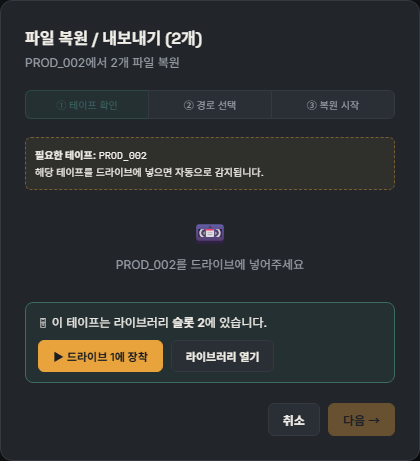 파일 복원 / 내보내기 (2개)
PROD_002에서 2개 파일 복원
① 테이프 확인
② 경로 선택
③ 복원 시작
필요한 테이프: PROD_002
해당 테이프를 드라이브에 넣으면 자동으로 감지됩니다.
PROD_002를 드라이브에 넣어주세요
이 테이프는 라이브러리 슬롯 2에 있습니다.
▶ 드라이브 1에 장착
라이브러리 열기
취소
다음 →